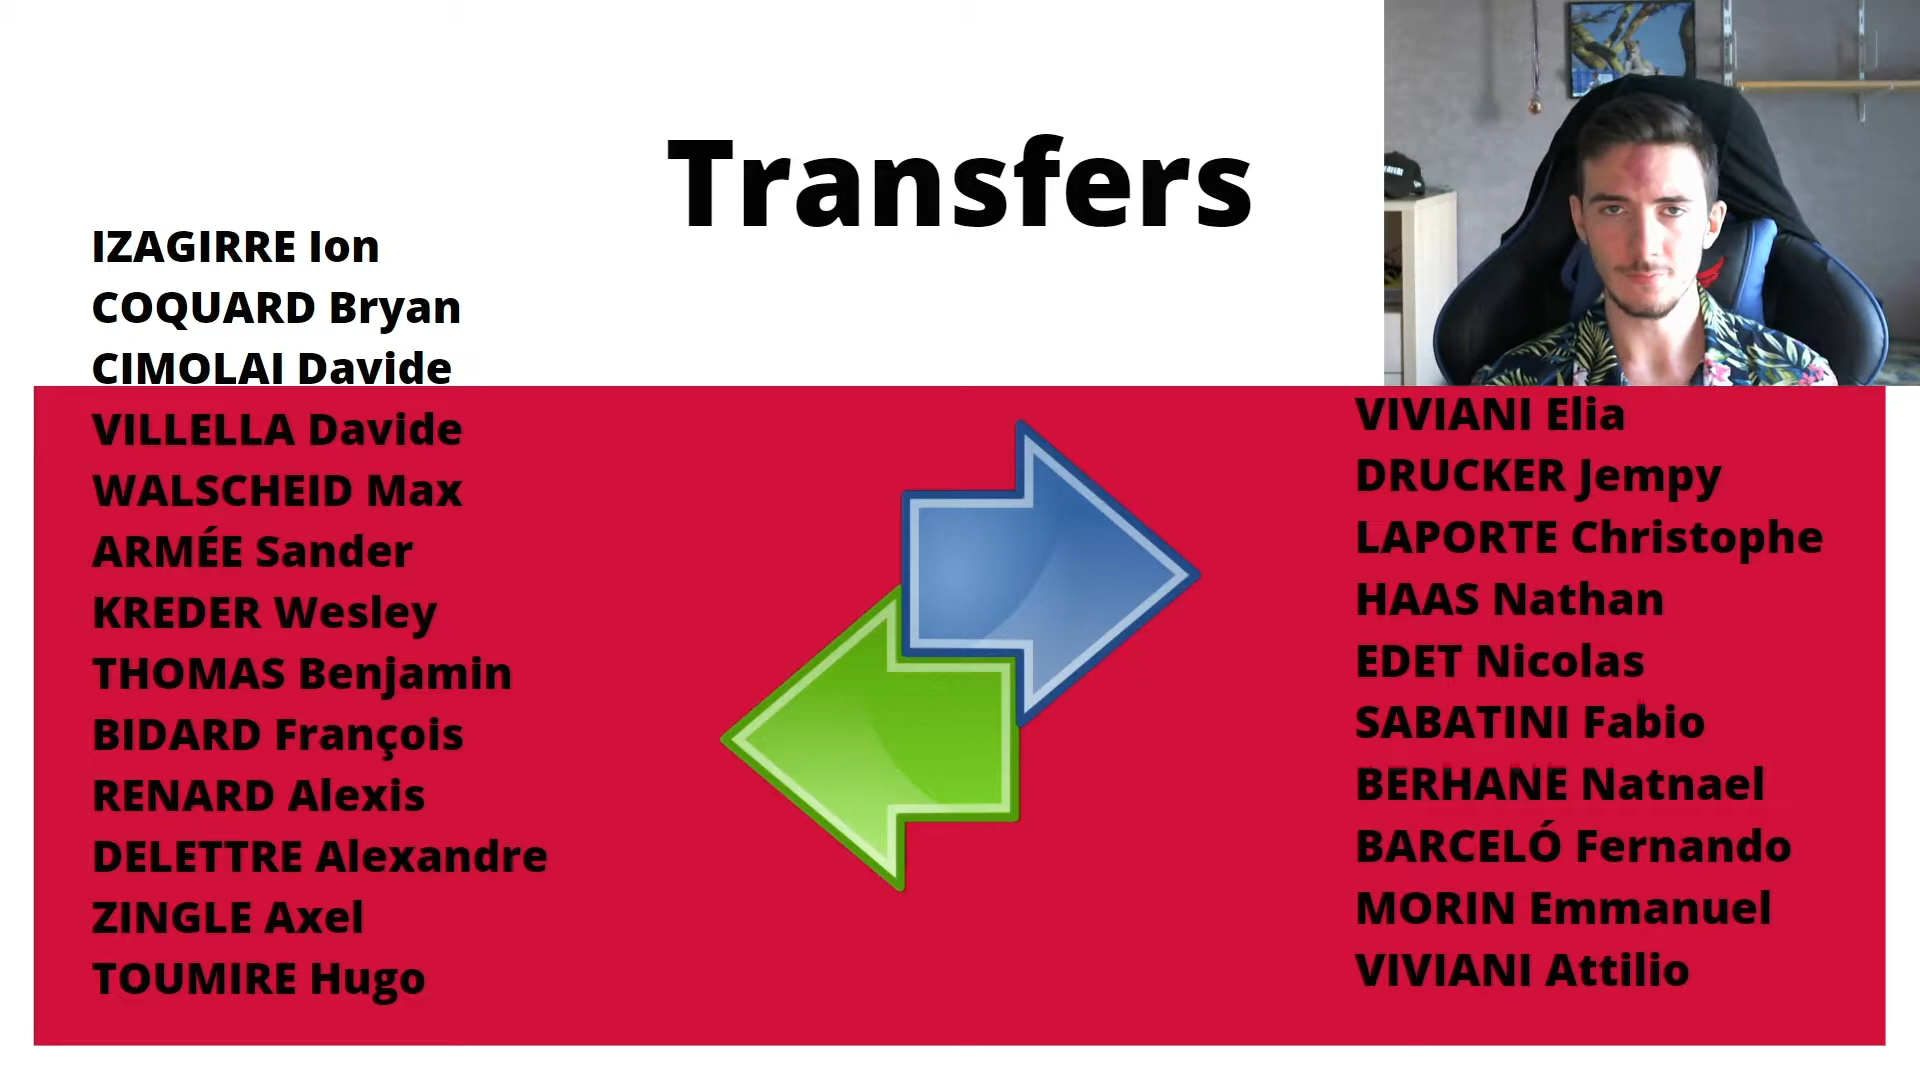 Transfers
IZAGIRRE Ion
COQUARD Bryan
CIMOLAI Davide
VILLELLA Davide
WALSCHEID Max
ARMÉE Sander
KREDER Wesley
THOMAS Benjamin
BIDARD François
RENARD Alexis
DELETTRE Alexandre
ZINGLE Axel
TOUMIRE Hugo
VIVIANI Elia
DRUCKER Jempy
LAPORTE Christophe
HAAS Nathan
EDET Nicolas
SABATINI Fabio
BERHANE Natnael
BARCELÓ Fernando
MORIN Emmanuel
VIVIANI Attilio